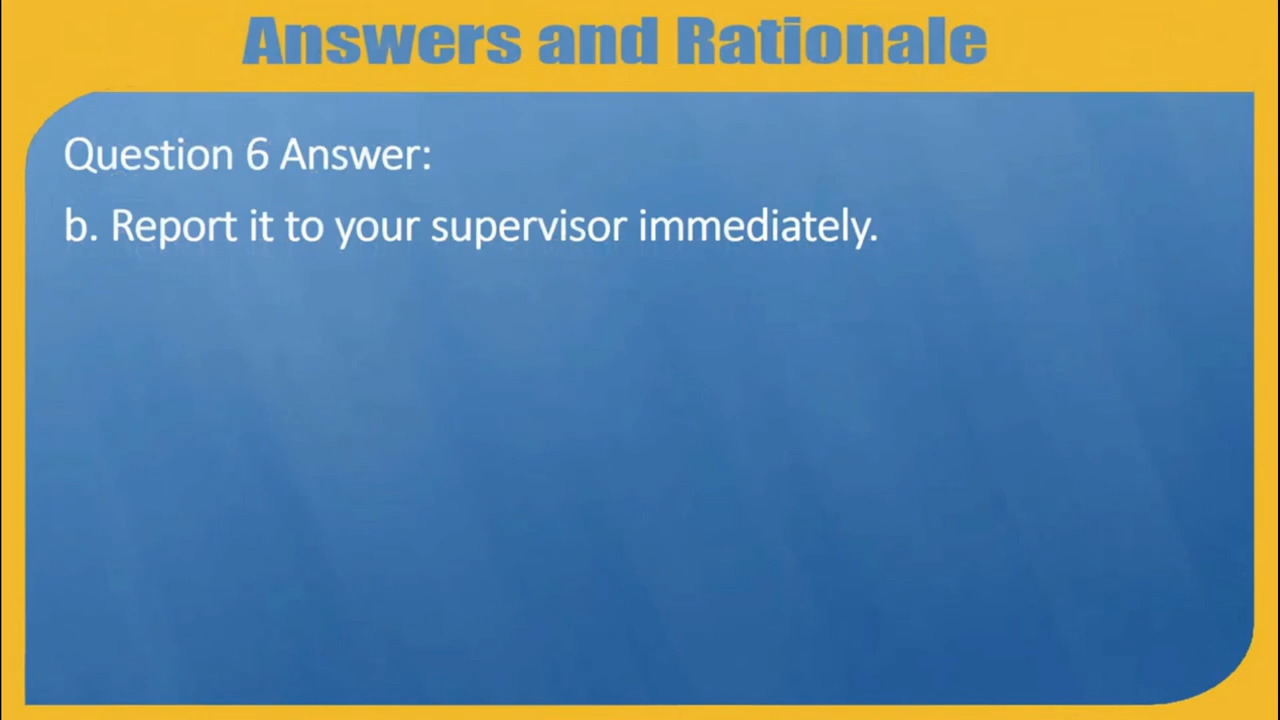 Answers and Rationale
Question 6 Answer:
b. Report it to your supervisor immediately.